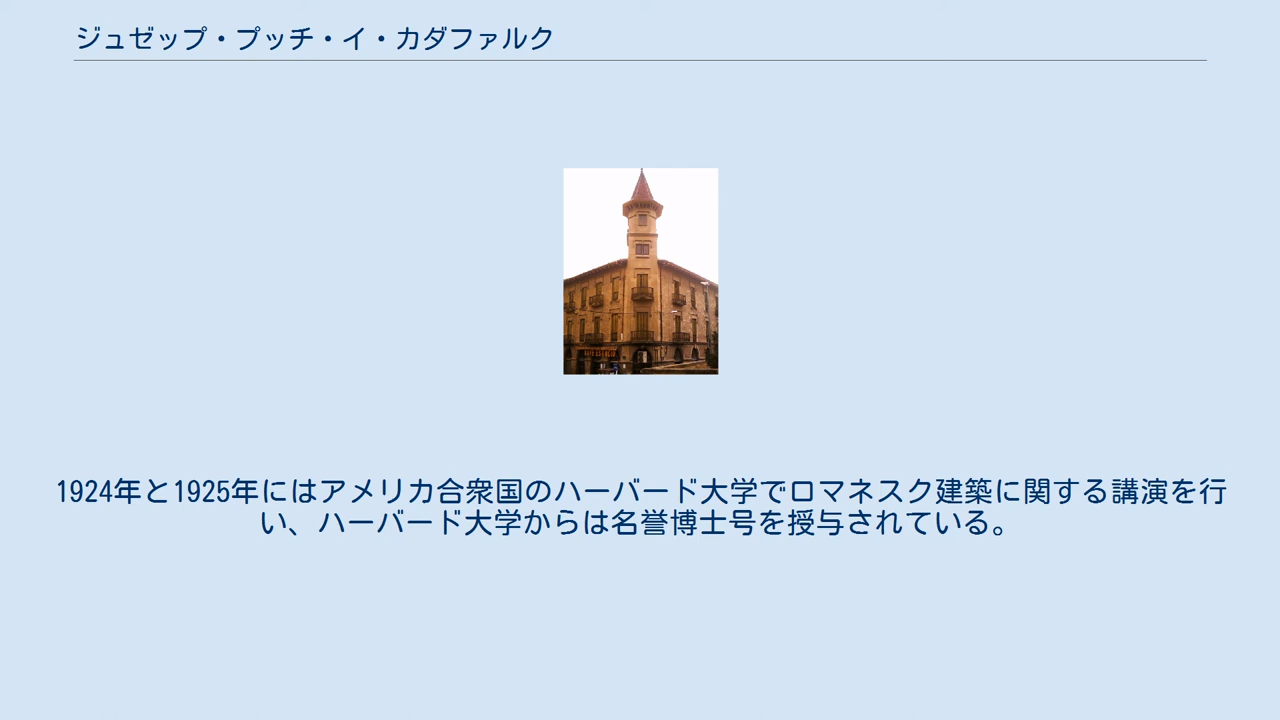 ジュゼップ・プッチ・イ・カダファルク
1924年と1925年にはアメリカ合衆国のハーバード大学でロマネスク建築に関する講演を行
い、ハーバード大学からは名誉博士号を授与されている。